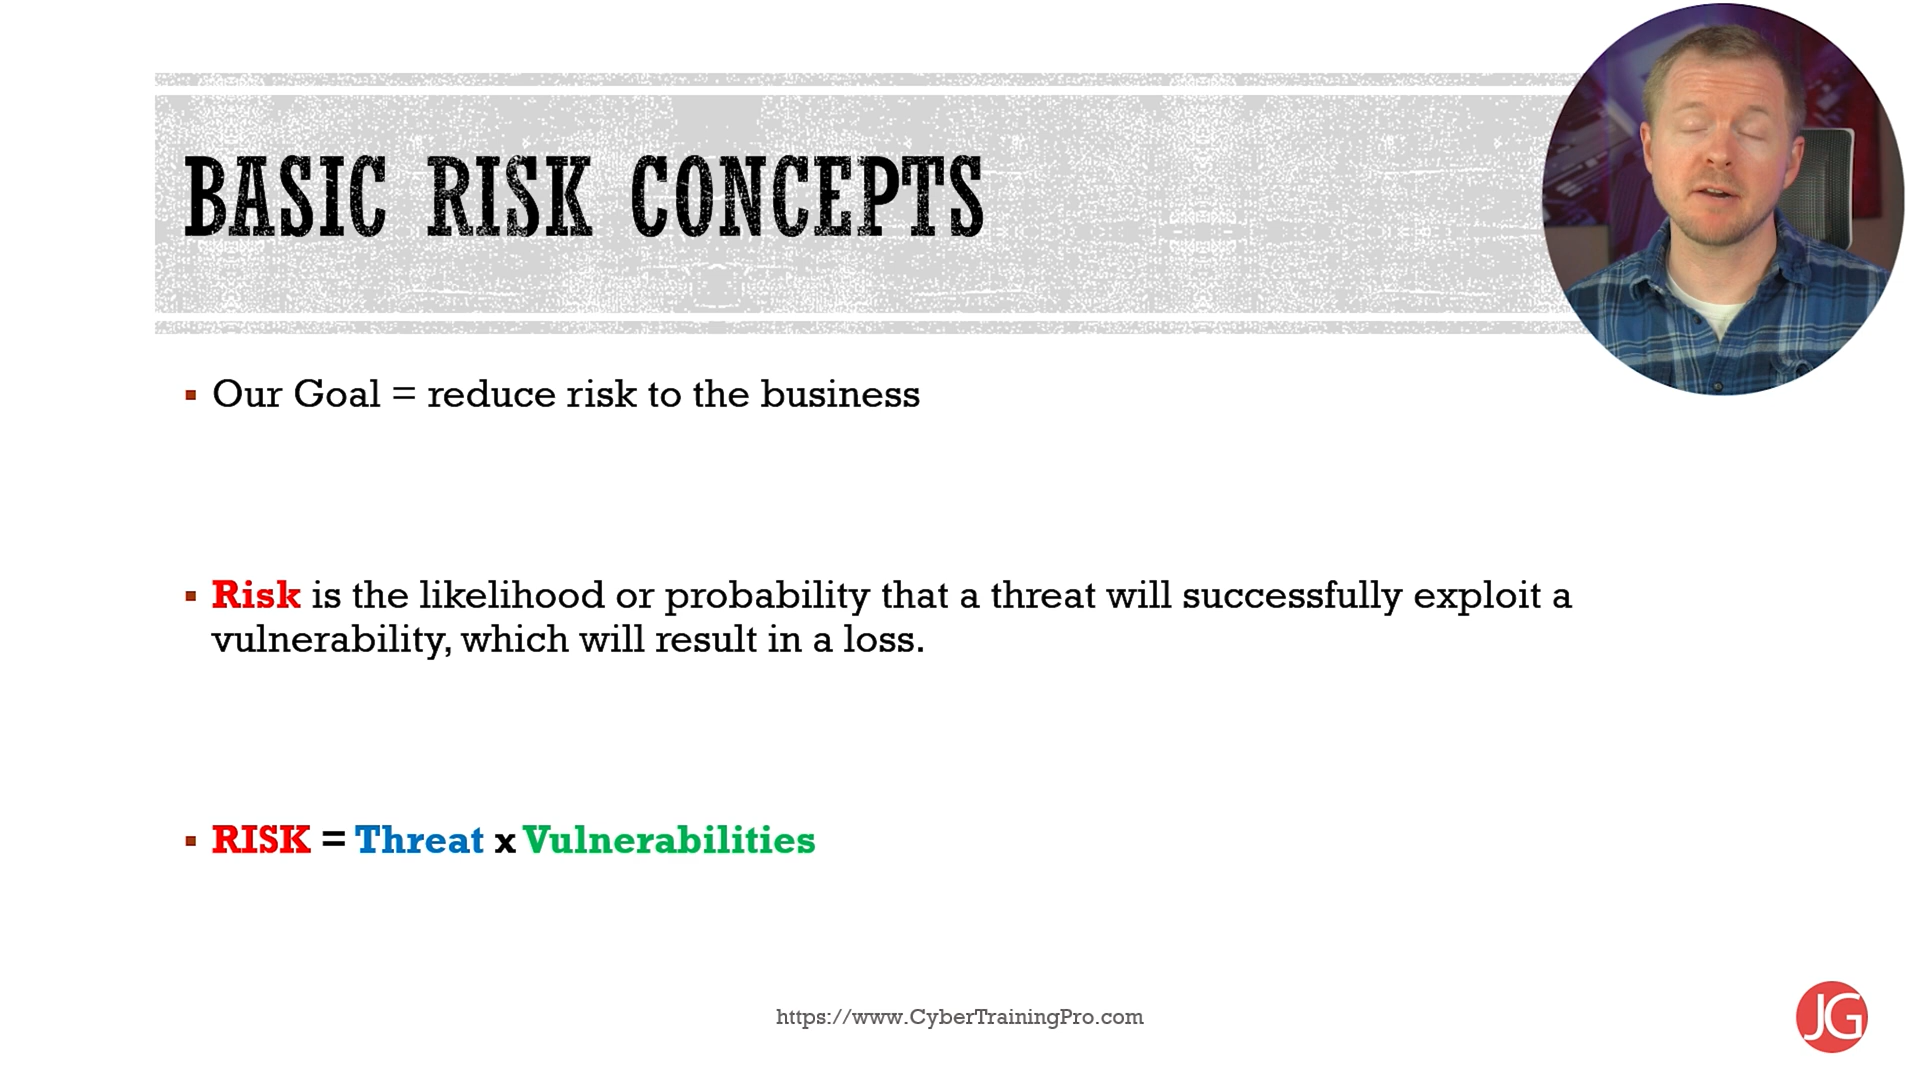 BASIC RISK CONCEPTS
▪ Our Goal = reduce risk to the business
▪ Risk is the likelihood or probability that a threat will successfully exploit a
vulnerability, which will result in a loss.
▪ RISK = Threat x Vulnerabilities
https://www.CyberTrainingPro.com
JG